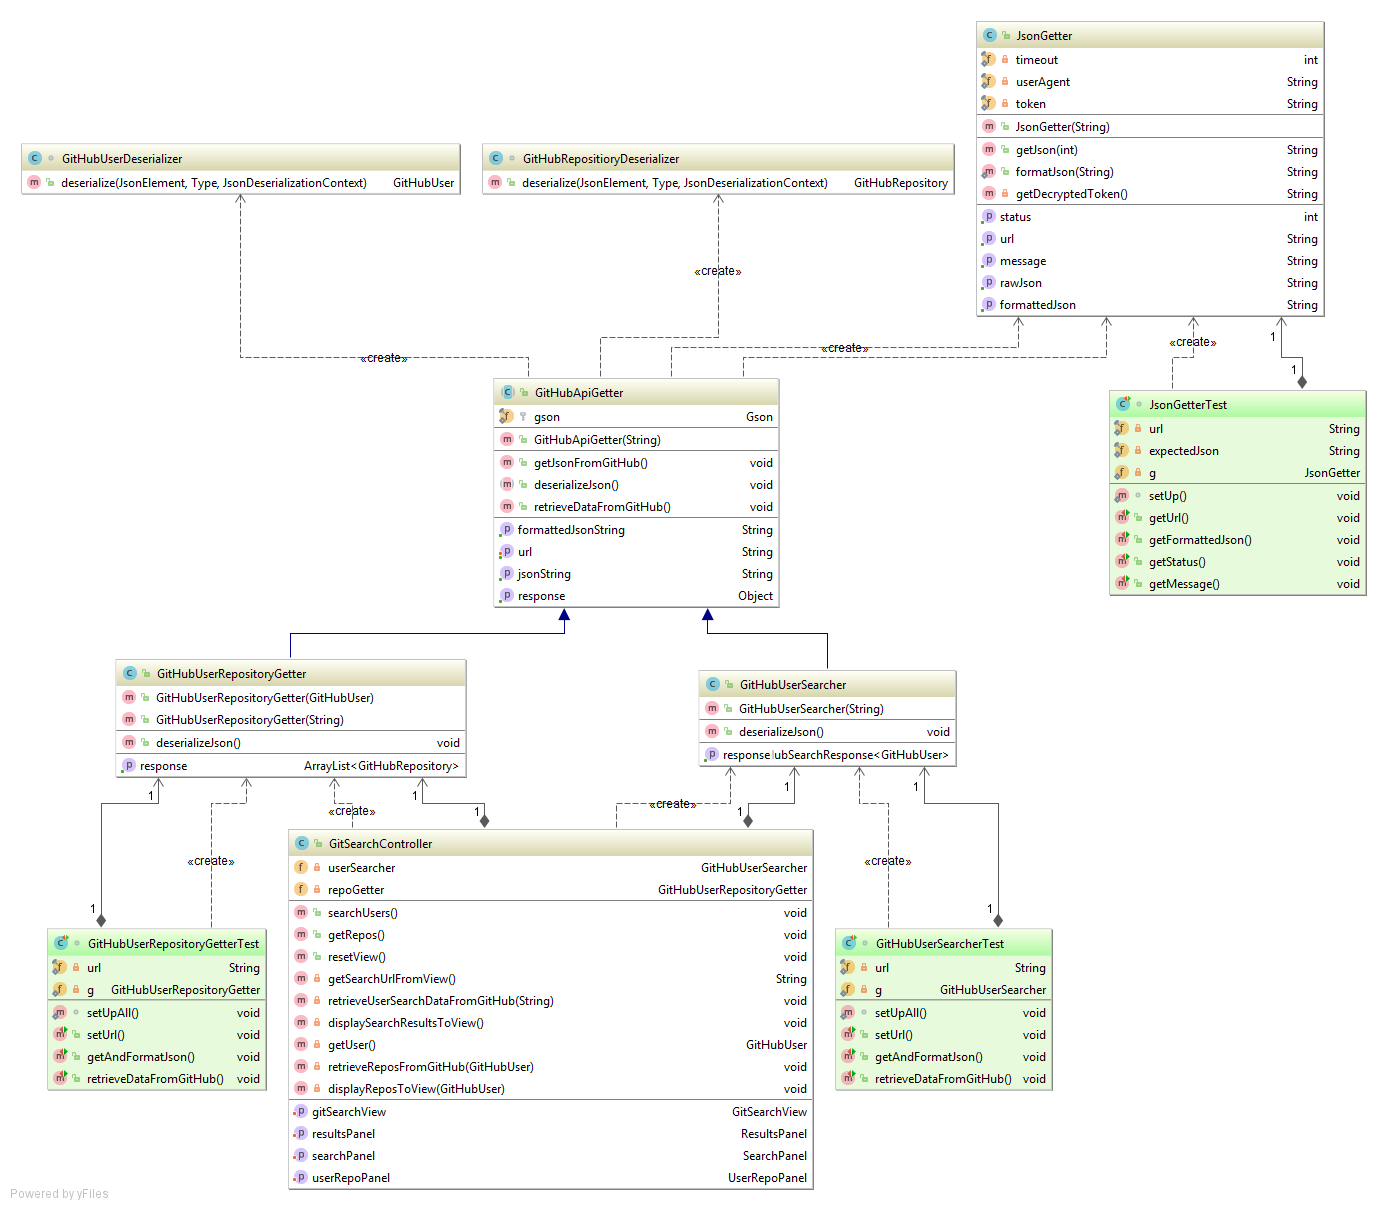 JsonGetter
timeout int
userAgent String
token String
JsonGetter(String)
getJson(int) String
formatJson(String) String
getDecryptedToken() String
status int
url String
message String
rawJson String
formattedJson String
GitHubUserDeserializer
deserialize(JsonElement, Type, JsonDeserializationContext) GitHubUser
GitHubRepositioryDeserializer
deserialize(JsonElement, Type, JsonDeserializationContext) GitHubRepository
«create»
«create»
«create»
«create»
1
1
GitHubApiGetter
gson Gson
GitHubApiGetter(String)
getJsonFromGitHub() void
deserializeJson() void
retrieveDataFromGitHub() void
formattedJsonString String
url String
jsonString String
response Object
JsonGetterTest
url String
expectedJson String
g JsonGetter
setUp() void
getUrl() void
getFormattedJson() void
getStatus() void
getMessage() void
GitHubUserRepositoryGetter
GitHubUserRepositoryGetter(GitHubUser)
GitHubUserRepositoryGetter(String)
deserializeJson() void
response ArrayList<GitHubRepository>
GitHubUserSearcher
GitHubUserSearcher(String)
deserializeJson() void
response ubSearchResponse<GitHubUser>
1
1
1
1
«create»
«create»
1
1
«create»
«create»
1
1
GitSearchController
userSearcher GitHubUserSearcher
repoGetter GitHubUserRepositoryGetter
searchUsers() void
getRepos() void
resetView() void
getSearchUrlFromView() String
retrieveUserSearchDataFromGitHub(String) void
displaySearchResultsToView() void
getUser() GitHubUser
retrieveReposFromGitHub(GitHubUser) void
displayReposToView(GitHubUser) void
gitSearchView GitSearchView
resultsPanel ResultsPanel
searchPanel SearchPanel
userRepoPanel UserRepoPanel
GitHubUserRepositoryGetterTest
url String
g GitHubUserRepositoryGetter
setUpAll() void
setUrl() void
getAndFormatJson() void
retrieveDataFromGitHub() void
GitHubUserSearcherTest
url String
g GitHubUserSearcher
setUpAll() void
setUrl() void
getAndFormatJson() void
retrieveDataFromGitHub() void
Powered by yFiles